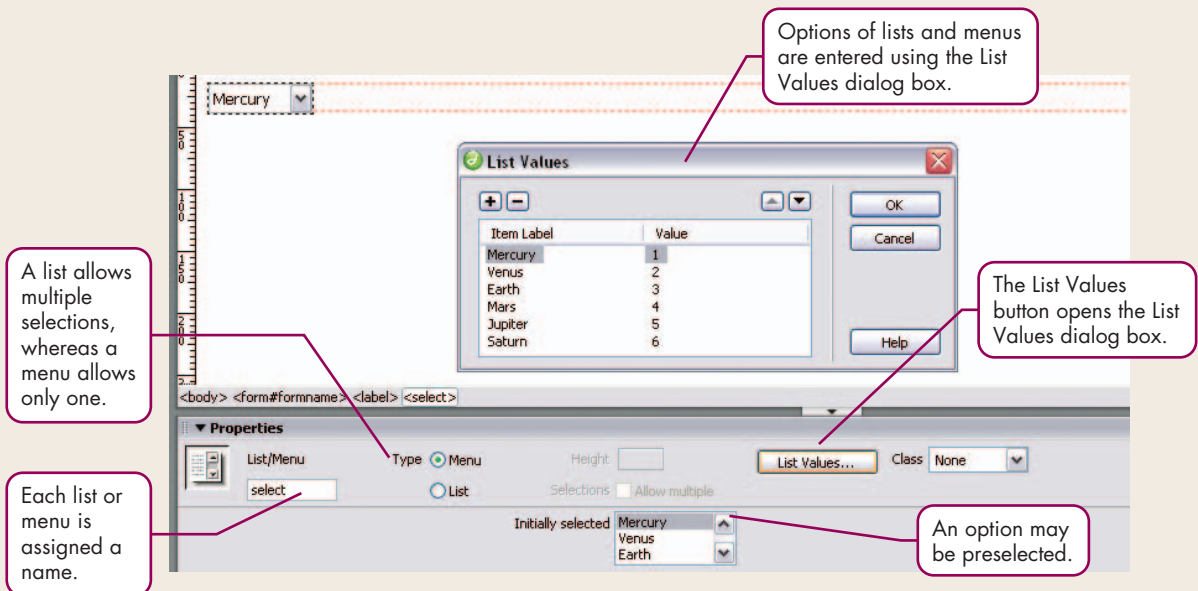 Options of lists and menus
are entered using the List
Values dialog box.
Mercury
50
100
150
200
List Values
OK
Cancel
Help
Item Label Value
Mercury 1
Venus 2
Earth 3
Mars 4
Jupiter 5
Saturn 6
A list allows
multiple
selections,
whereas a
menu allows
only one.
The List Values
button opens the List
Values dialog box.
<body> <form#formname> <label> <select>
Properties
List/Menu Type Menu Height List Values... Class None
select List Selections Allow multiple
Initially selected Mercury
Venus
Earth
Each list or
menu is
assigned a
name.
An option may
be preselected.